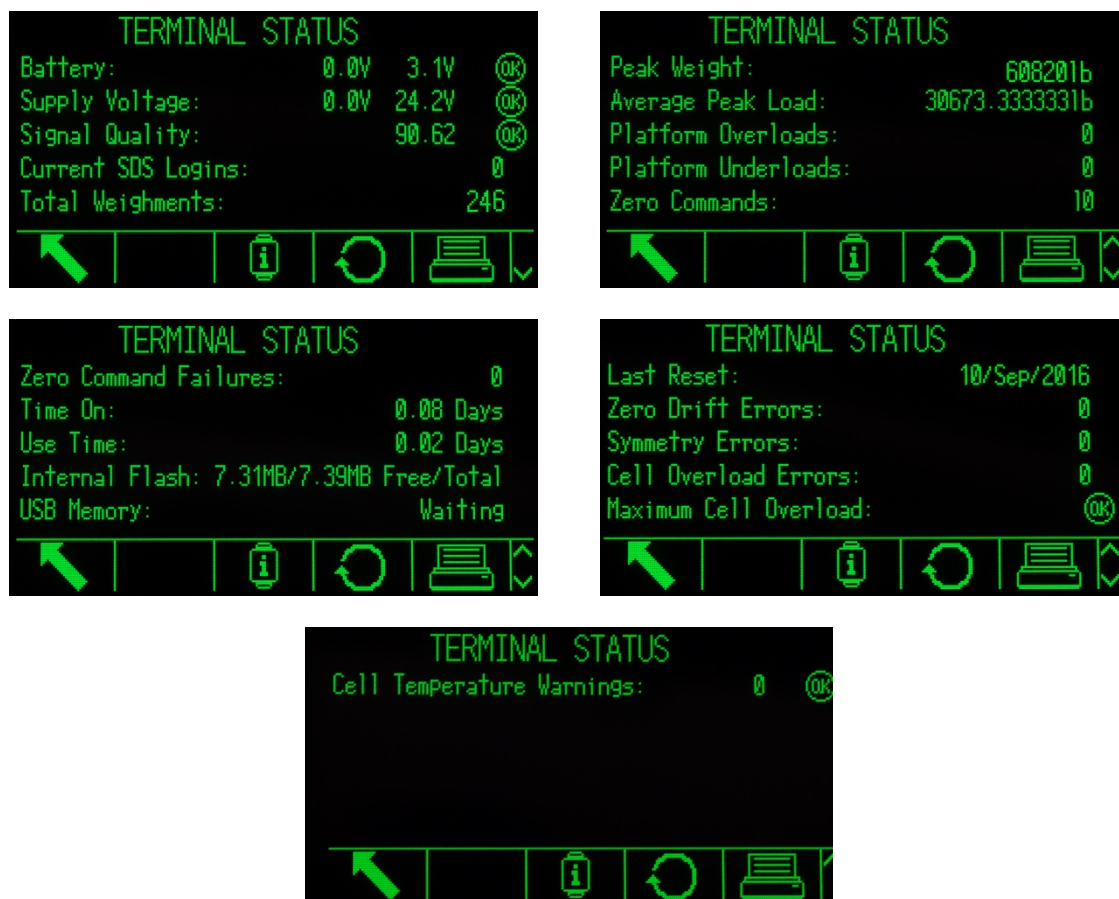 TERMINAL STATUS
Battery: 0.0V 3.1V OK
Supply Voltage: 0.0V 24.2V OK
Signal Quality: 90.62 OK
Current SDS Logins: 0
Total Weighments: 246
i
TERMINAL STATUS
Peak Weight: 60820lb
Average Peak Load: 30673.333333lb
Platform Overloads: 0
Platform Underloads: 0
Zero Commands: 10
i
TERMINAL STATUS
Zero Command Failures: 0
Time On: 0.08 Days
Use Time: 0.02 Days
Internal Flash: 7.31MB/7.39MB Free/Total
USB Memory: Waiting
i
TERMINAL STATUS
Last Reset: 10/Sep/2016
Zero Drift Errors: 0
Symmetry Errors: 0
Cell Overload Errors: 0
Maximum Cell Overload: OK
i
TERMINAL STATUS
Cell Temperature Warnings: 0 OK
i